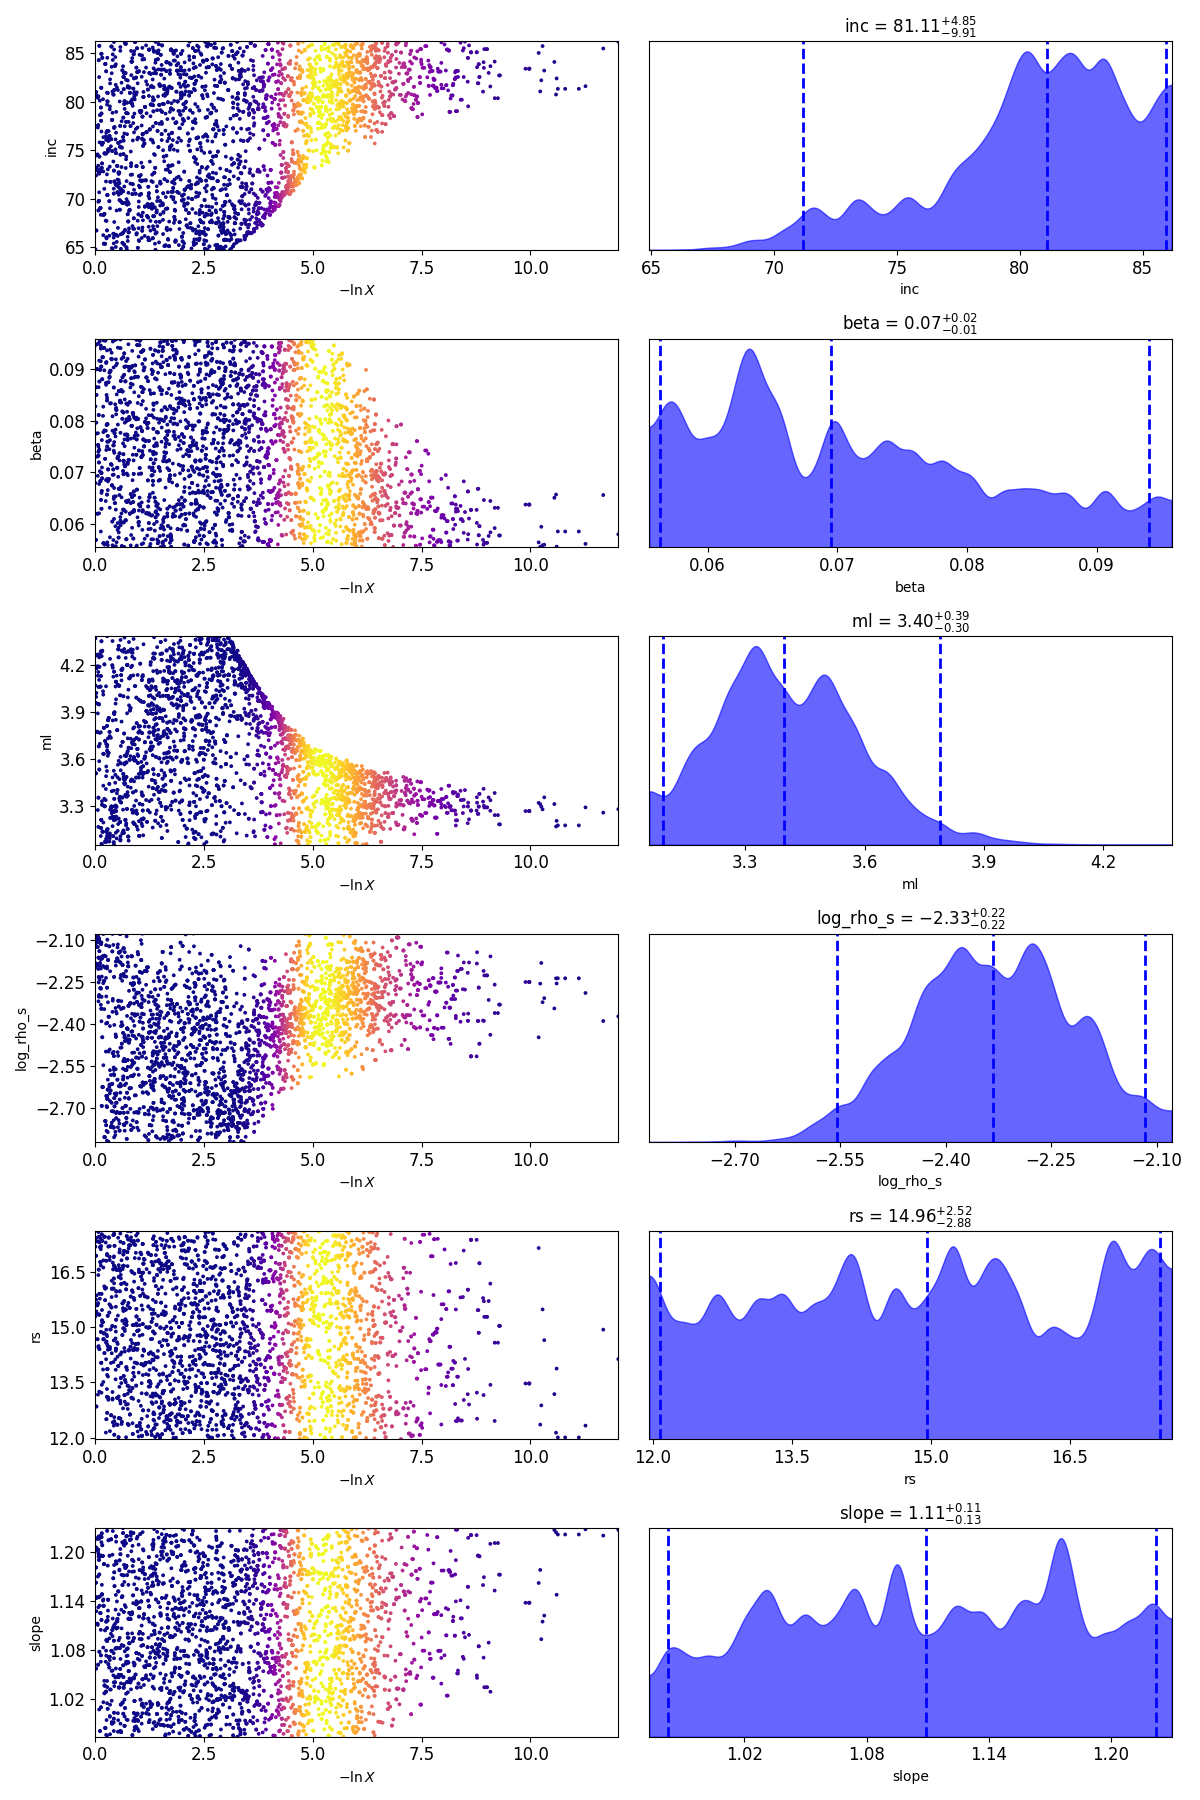 inc = 81.11 +4.85 −9.91
85
80
75
70
65
inc
0.0 2.5 5.0 7.5 10.0
−ln X
65 70 75 80 85
inc
beta = 0.07 +0.02 −0.01
0.09
0.08
0.07
0.06
beta
0.0 2.5 5.0 7.5 10.0
−ln X
0.06 0.07 0.08 0.09
beta
ml = 3.40 +0.39 −0.30
4.2
3.9
3.6
3.3
ml
0.0 2.5 5.0 7.5 10.0
−ln X
3.3 3.6 3.9 4.2
ml
log_rho_s = −2.33 +0.22 −0.22
−2.10
−2.25
−2.40
−2.55
−2.70
log_rho_s
0.0 2.5 5.0 7.5 10.0
−ln X
−2.70 −2.55 −2.40 −2.25 −2.10
log_rho_s
rs = 14.96 +2.52 −2.88
16.5
15.0
13.5
12.0
rs
0.0 2.5 5.0 7.5 10.0
−ln X
12.0 13.5 15.0 16.5
rs
slope = 1.11 +0.11 −0.13
1.20
1.14
1.08
1.02
slope
0.0 2.5 5.0 7.5 10.0
−ln X
1.02 1.08 1.14 1.20
slope